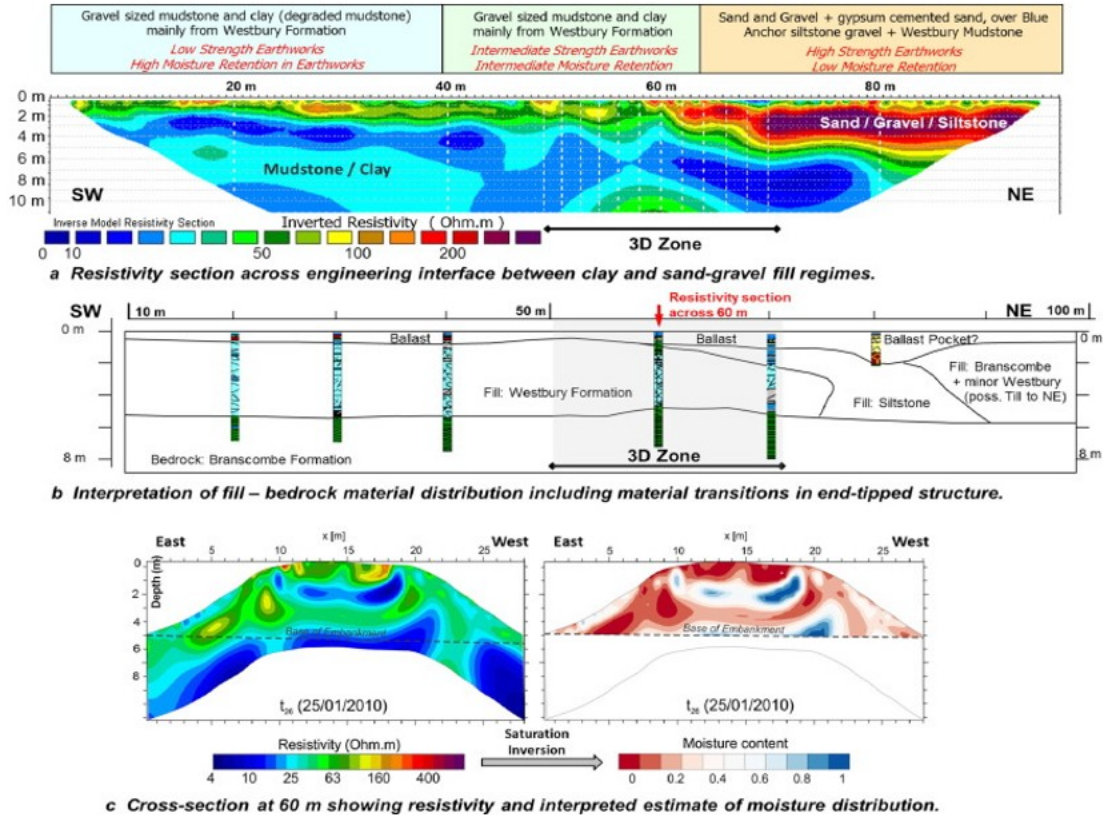 Gravel sized mudstone and clay (degraded mudstone)
mainly from Westbury Formation
Low Strength Earthworks
High Moisture Retention in Earthworks
Gravel sized mudstone and clay
mainly from Westbury Formation
Intermediate Strength Earthworks
Intermediate Moisture Retention
Sand and Gravel + gypsum cemented sand, over Blue
Anchor siltstone gravel + Westbury Mudstone
High Strength Earthworks
Low Moisture Retention
20 m 40 m 60 m 80 m
0 m
2 m
4 m
6 m
8 m
10 m
Sand / Gravel / Siltstone
Mudstone / Clay
SW
NE
Inverse Model Resistivity Section
Inverted Resistivity ( Ohm.m)
0 10 50 100 200
3D Zone
a Resistivity section across engineering interface between clay and sand-gravel fill regimes.
SW
NE
10 m 50 m 100 m
Resistivity section
across 60 m
0 m
0 m
Ballast
Ballast
Ballast Pocket?
Fill: Westbury Formation
Fill: Siltstone
Fill: Branscombe
+ minor Westbury
(poss. Till to NE)
Bedrock: Branscombe Formation
8 m
8 m
3D Zone
b Interpretation of fill – bedrock material distribution including material transitions in end-tipped structure.
East x [m] West
5 10 15 20 25
Depth (m)
0
2
4
6
8
Base of Embankment
t26 (25/01/2010)
Resistivity (Ohm.m)
4 10 25 63 160 400
Saturation
Inversion
East x [m] West
5 10 15 20 25
0
2
4
6
8
Base of Embankment
t26 (25/01/2010)
Moisture content
0 0.2 0.4 0.6 0.8 1
c Cross-section at 60 m showing resistivity and interpreted estimate of moisture distribution.